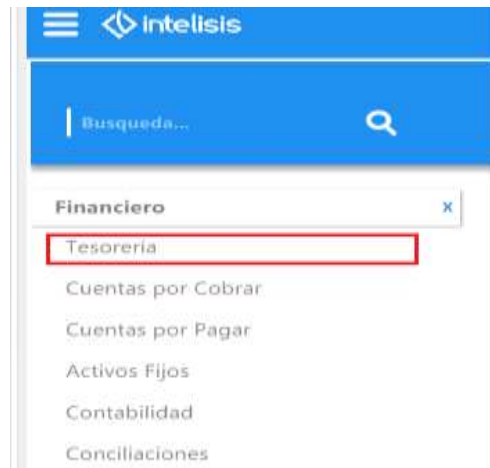 intelisis
Busqueda...
Financiero x
Tesorería
Cuentas por Cobrar
Cuentas por Pagar
Activos Fijos
Contabilidad
Conciliaciones